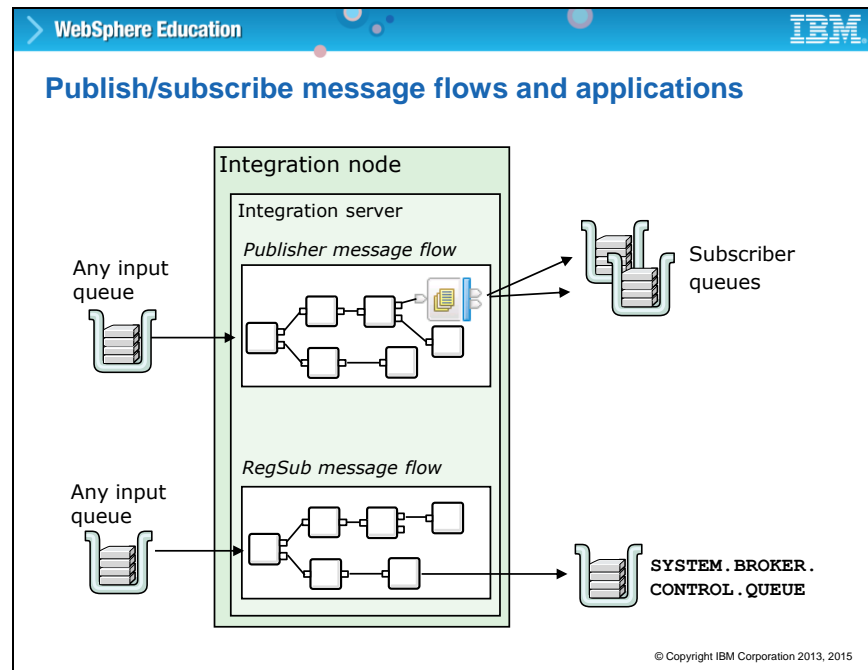 WebSphere Education
IBM
Publish/subscribe message flows and applications
Integration node
Integration server
Publisher message flow
Any input
queue
Subscriber
queues
RegSub message flow
Any input
queue
SYSTEM.BROKER.
CONTROL.QUEUE
© Copyright IBM Corporation 2013, 2015